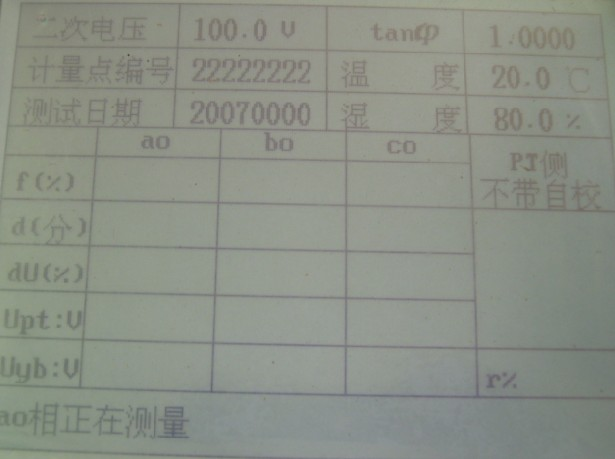 二次电压 100.0 V tanφ 1.0000
计量点编号 22222222 温 度 20.0 ℃
测试日期 20070000 湿 度 80.0 %
ao bo co PT侧
f(%) 不带自校
d(分)
dU(%)
Upt:V
Uyb:V r%
ao相正在测量